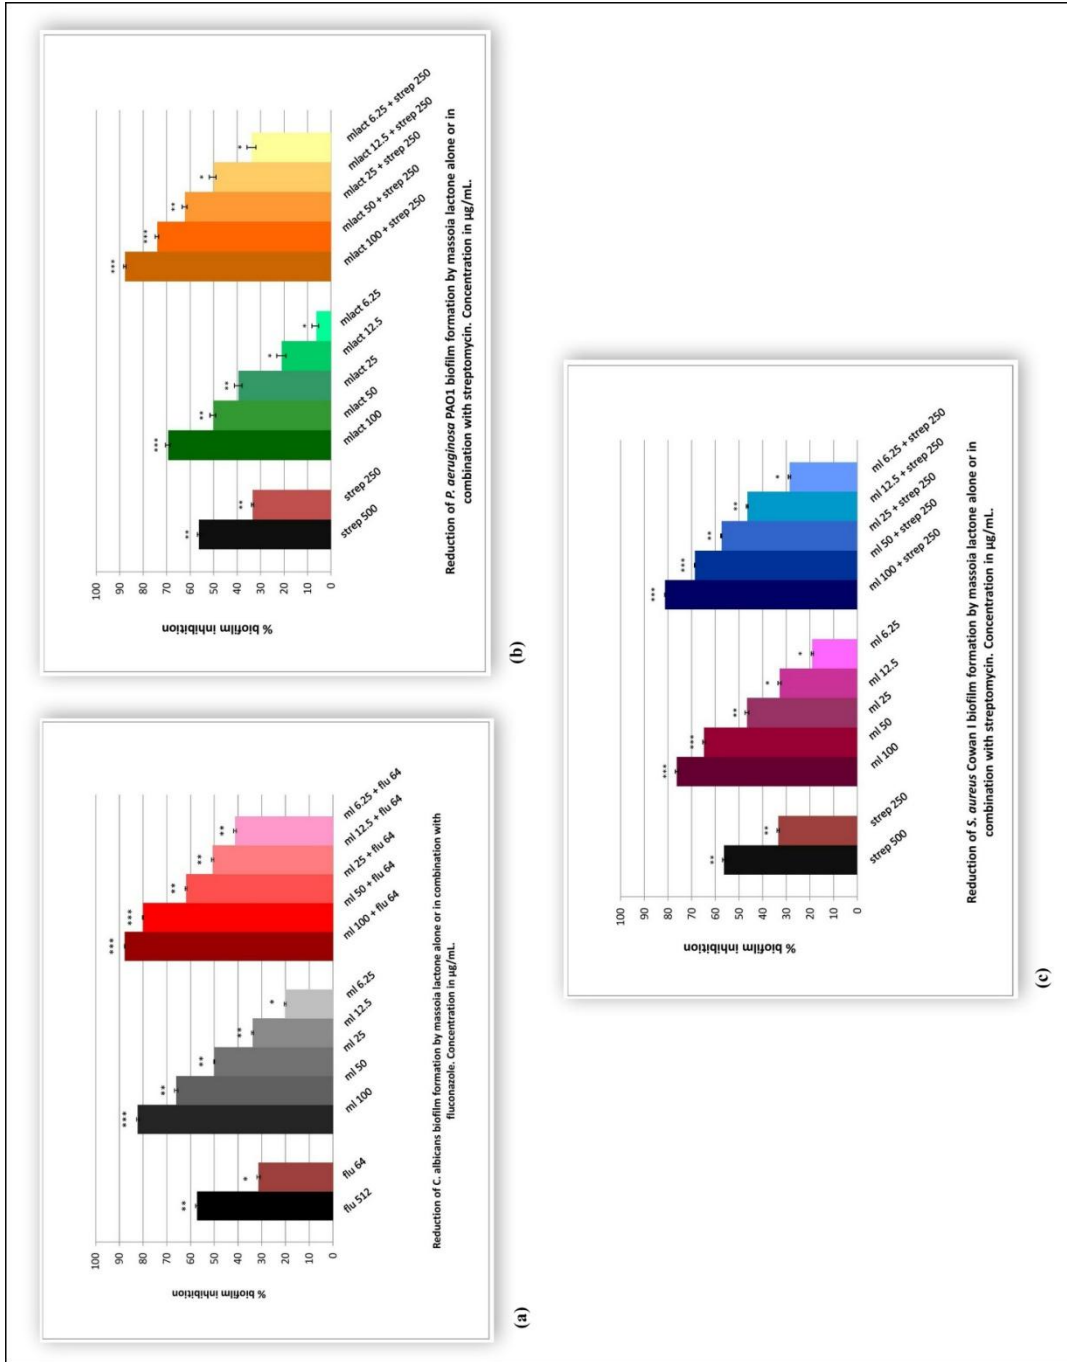 100
90
80
70
60
50
40
30
20
10
0
% biofilm inhibition
**
*
***
**
**
**
*
***
***
**
**
**
flu 512
flu 64
ml 100
ml 50
ml 25
ml 12.5
ml 6.25
ml 100 + flu 64
ml 50 + flu 64
ml 25 + flu 64
ml 12.5 + flu 64
ml 6.25 + flu 64
Reduction of C. albicans biofilm formation by massoia lactone alone or in combination with
fluconazole. Concentration in µg/mL.
(a)
100
90
80
70
60
50
40
30
20
10
0
% biofilm inhibition
**
**
***
**
**
*
*
***
***
**
*
*
strep 500
strep 250
mlact 100
mlact 50
mlact 25
mlact 12.5
mlact 6.25
mlact 100 + strep 250
mlact 50 + strep 250
mlact 25 + strep 250
mlact 12.5 + strep 250
mlact 6.25 + strep 250
Reduction of P. aeruginosa PAO1 biofilm formation by massoia lactone alone or in
combination with streptomycin. Concentration in µg/mL.
(b)
100
90
80
70
60
50
40
30
20
10
0
% biofilm inhibition
**
**
***
***
**
*
*
***
***
**
**
*
strep 500
strep 250
ml 100
ml 50
ml 25
ml 12.5
ml 6.25
ml 100 + strep 250
ml 50 + strep 250
ml 25 + strep 250
ml 12.5 + strep 250
ml 6.25 + strep 250
Reduction of S. aureus Cowan I biofilm formation by massoia lactone alone or in
combination with streptomycin. Concentration in µg/mL.
(c)